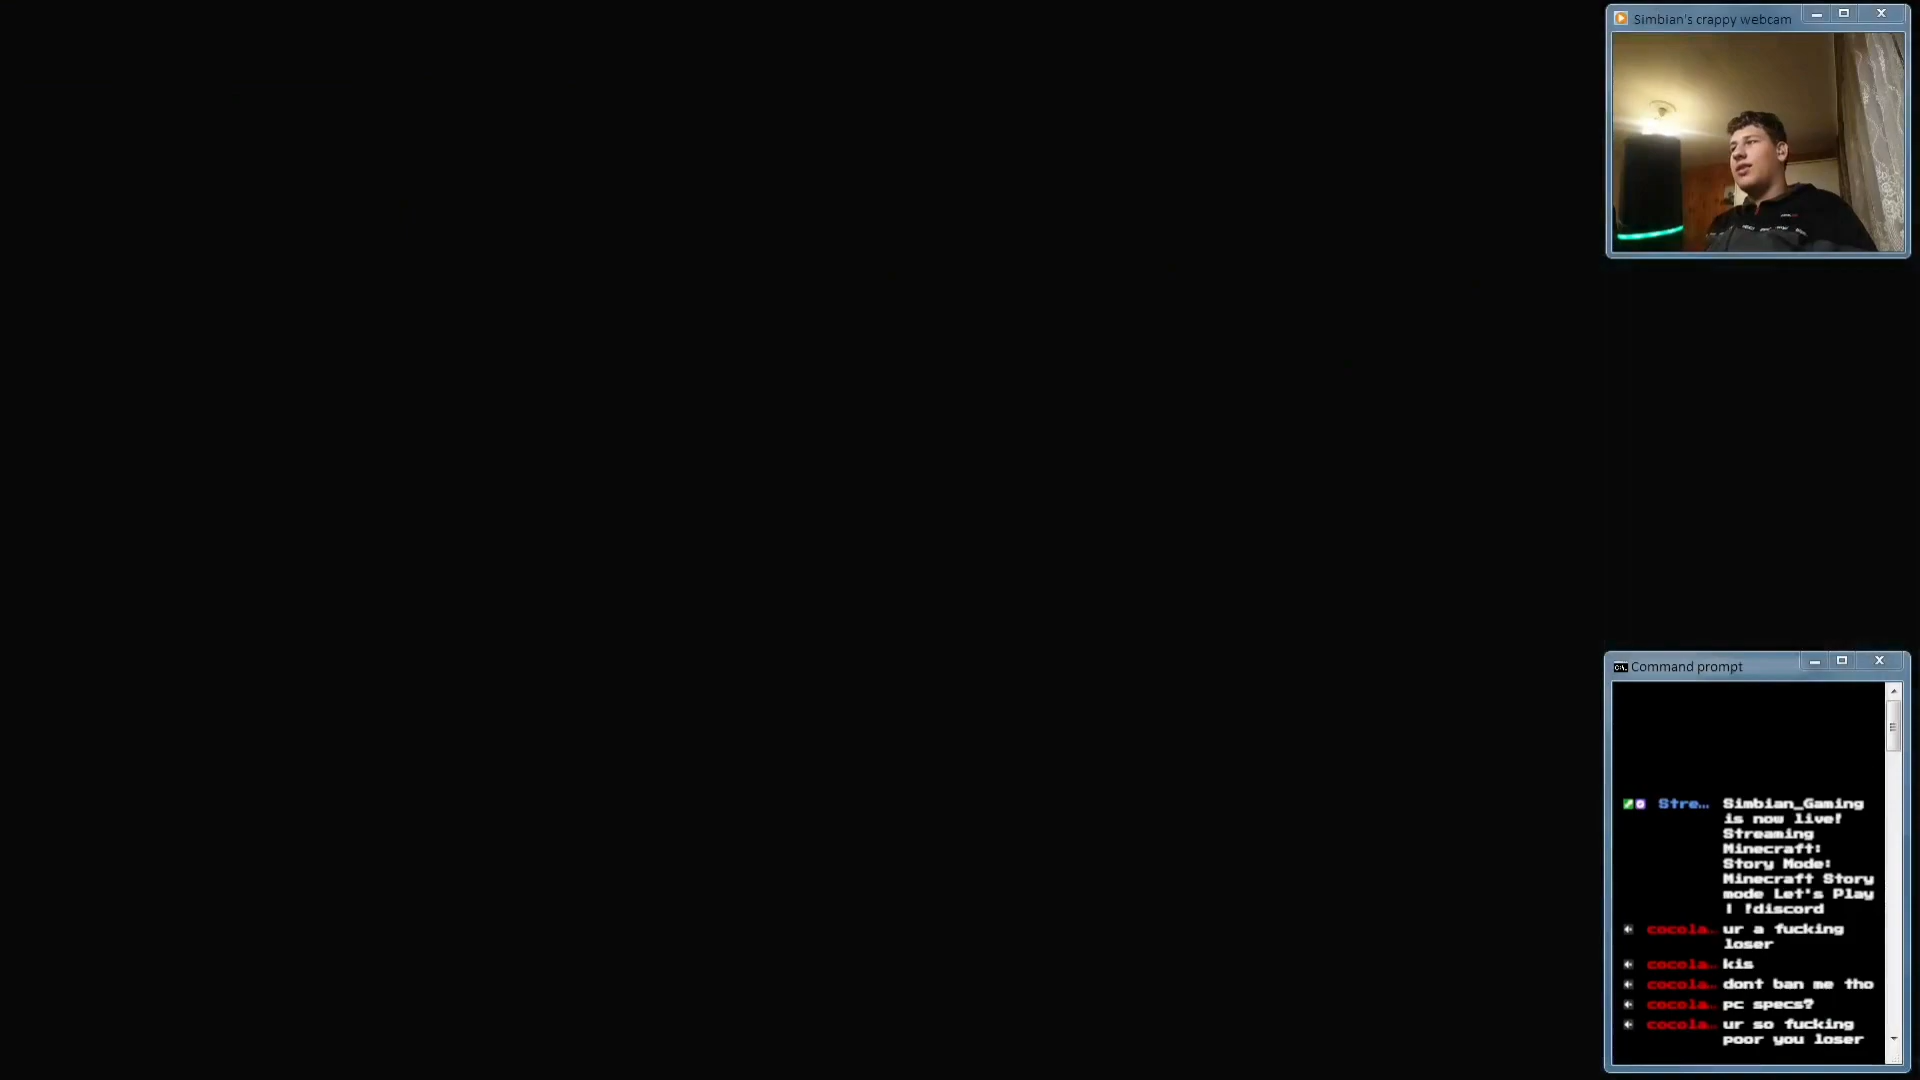 Simbian's crappy webcam
Command prompt
Stre... Simbian_Gaming
is now live!
Streaming
Minecraft:
Story Mode:
Minecraft Story
mode Let's Play
| !discord
cocola... ur a fucking
loser
cocola... kis
cocola... dont ban me tho
cocola... pc specs?
cocola... ur so fucking
poor you loser